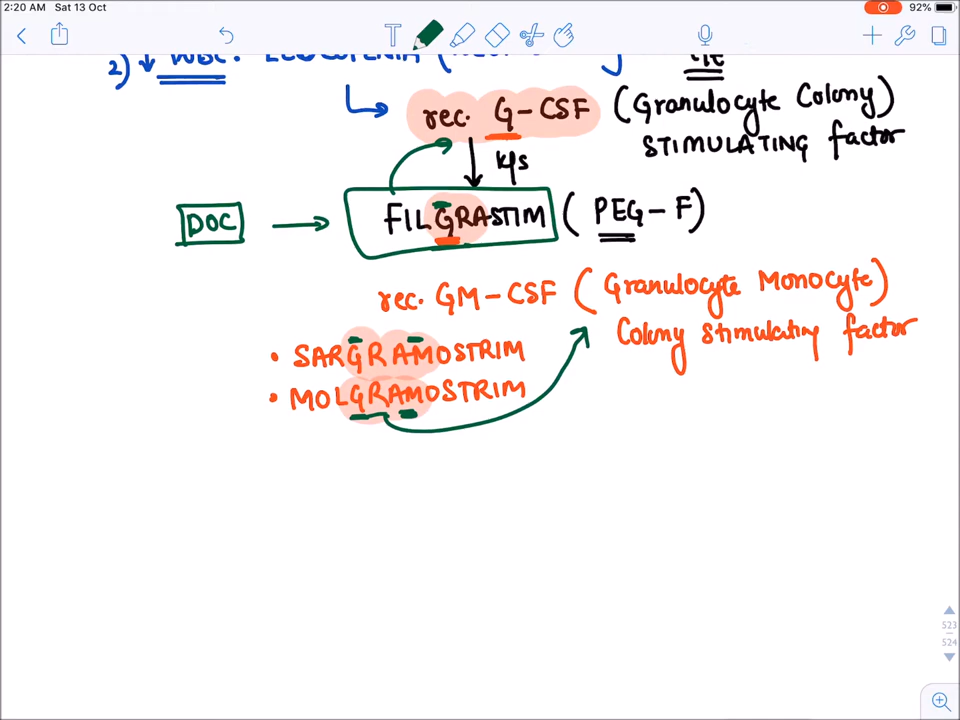 2:20 AM Sat 13 Oct
92%
T
2) ↓ WBC: LEUCOPENIA (
rec. G-CSF (Granulocyte Colony)
STIMULATING factor
DOC → FILGRASTIM (PEG-F)
rec. GM-CSF (Granulocyte Monocyte)
Colony stimulating factor
• SARGRAMOSTRIM
• MOLGRAMOSTRIM
523
524